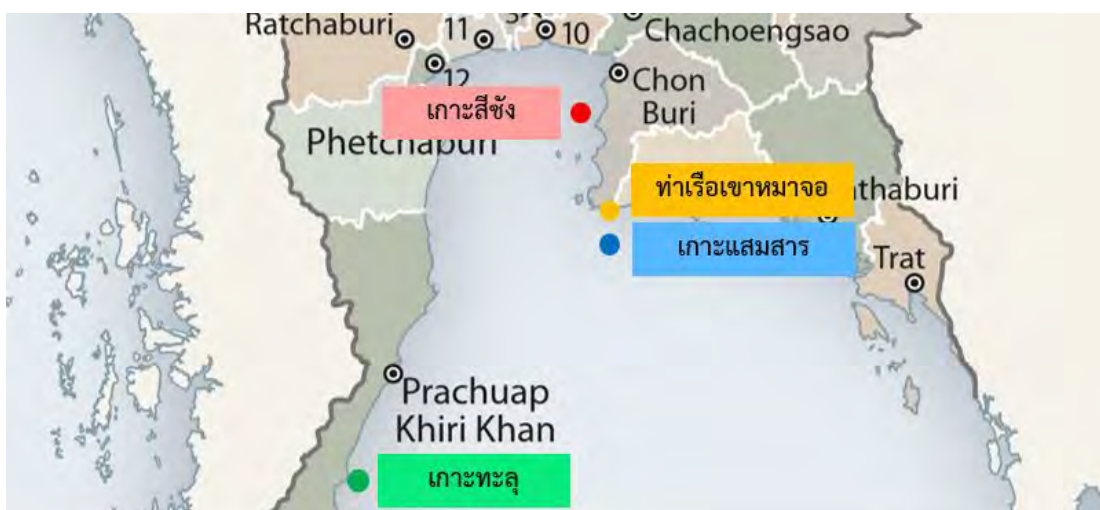 Ratchaburi
11
10
Chachoengsao
12
Chon
Buri
เกาะสีชัง
Phetchaburi
ท่าเรือเขาหมาจอ
thaburi
เกาะแสมสาร
Trat
Prachuap
Khiri Khan
เกาะทะลุ